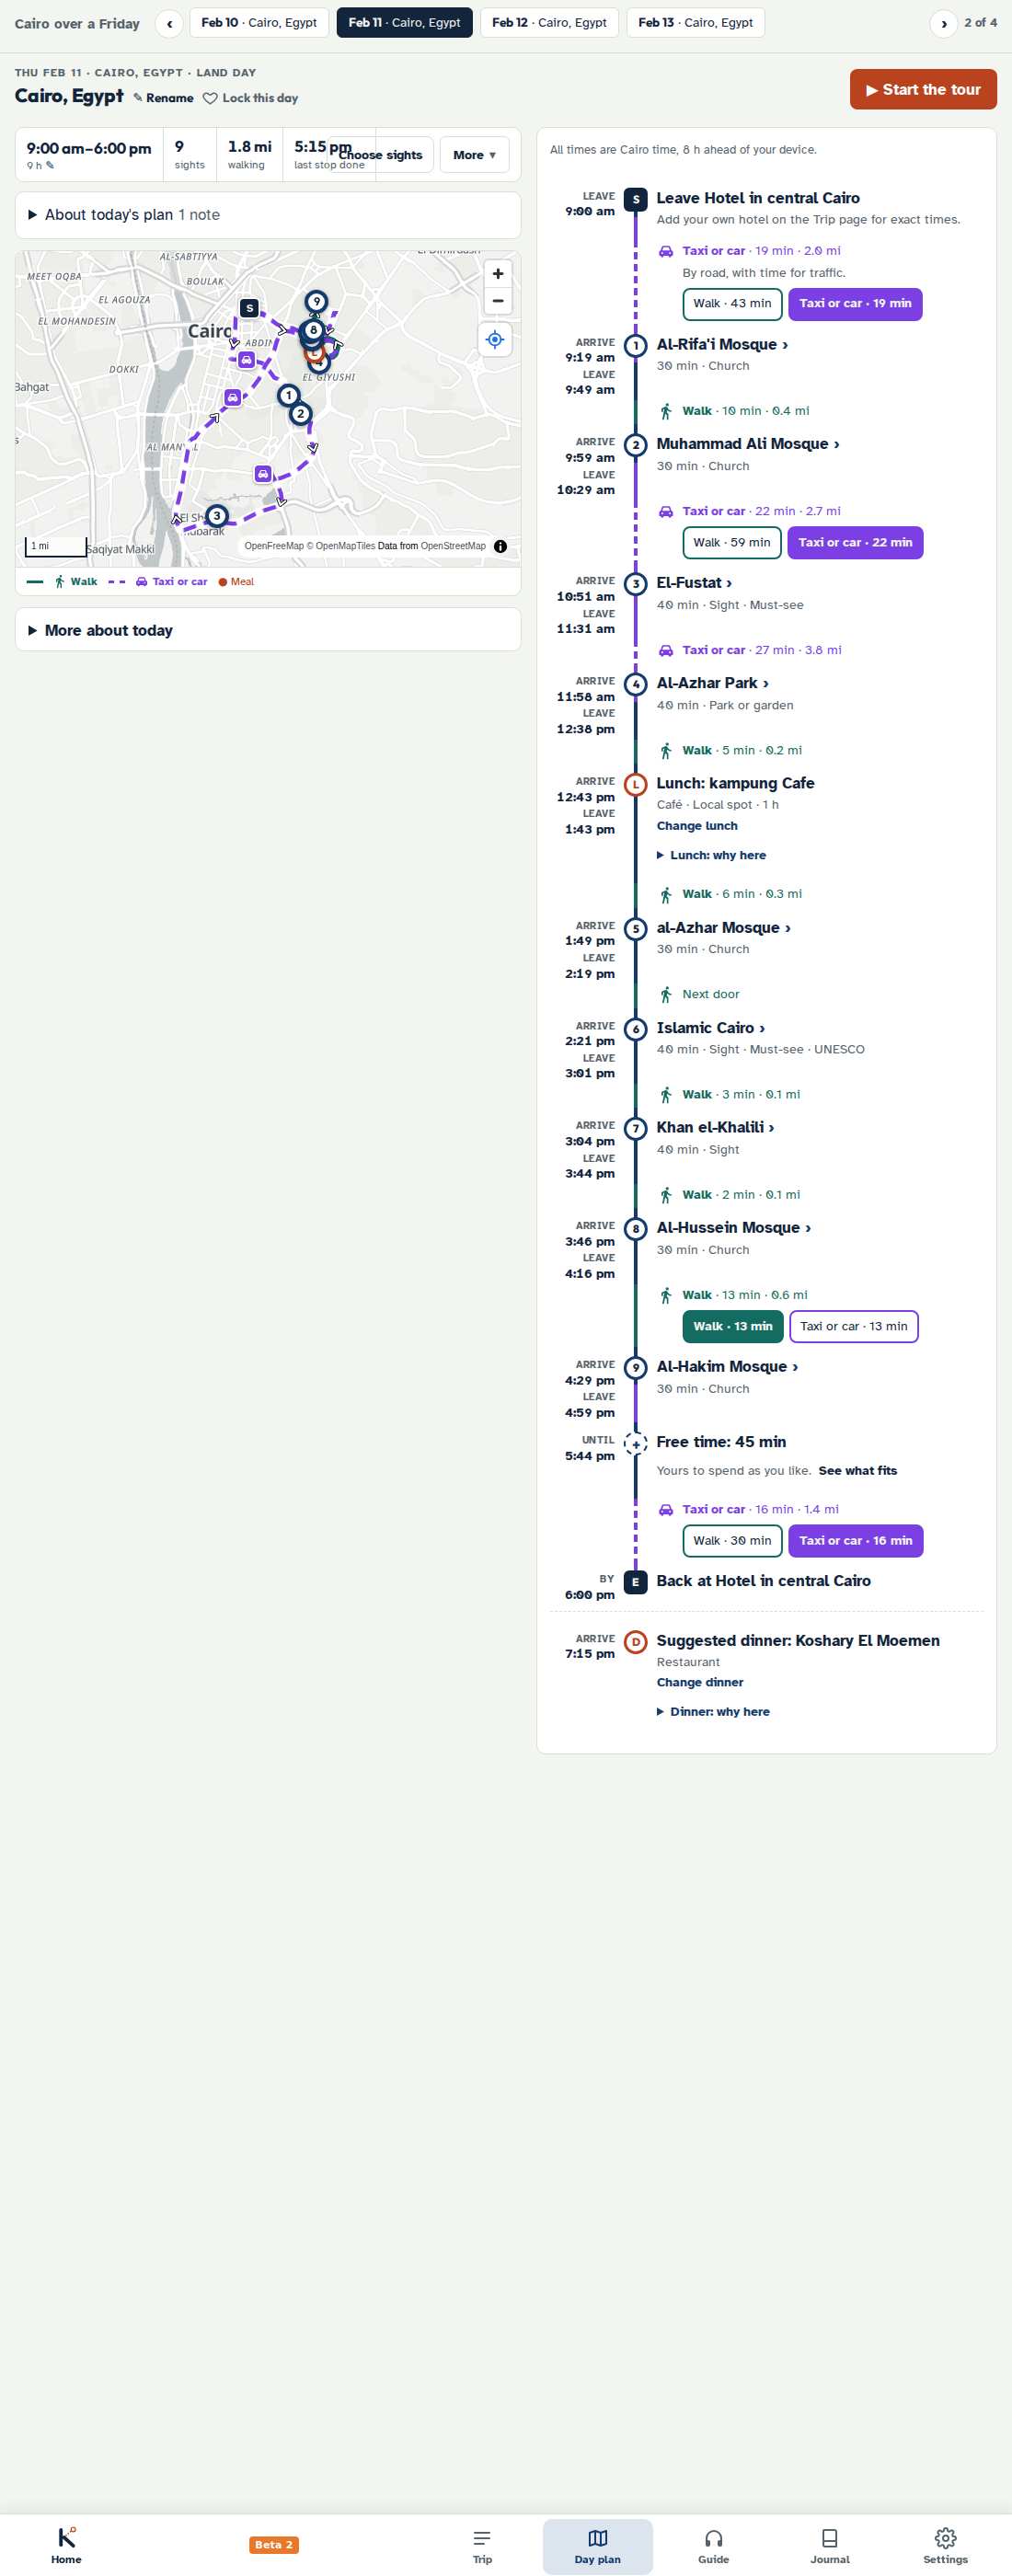 Cairo over a Friday
‹
Feb 10 · Cairo, Egypt
Feb 11 · Cairo, Egypt
Feb 12 · Cairo, Egypt
Feb 13 · Cairo, Egypt
›
2 of 4
THU FEB 11 · CAIRO, EGYPT · LAND DAY
Cairo, Egypt
✎ Rename
Lock this day
▶ Start the tour
9:00 am–6:00 pm
9 h ✎
9
sights
1.8 mi
walking
5:15 pm
last stop done
Choose sights
More ▾
▶ About today's plan 1 note
AL-SABTIYYA
MEET OQBA
BOULAK
EL AGOUZA
EL MOHANDESIN
Cairo
ABDIN
DOKKI
EL GIYUSHI
Bahgat
AL MANYAL
Saqiyat Makki
S
9
8
4
1
2
3
+
−
1 mi
OpenFreeMap © OpenMapTiles Data from OpenStreetMap
Walk
Taxi or car
Meal
▶ More about today
All times are Cairo time, 8 h ahead of your device.
LEAVE
9:00 am
S
Leave Hotel in central Cairo
Add your own hotel on the Trip page for exact times.
Taxi or car · 19 min · 2.0 mi
By road, with time for traffic.
Walk · 43 min
Taxi or car · 19 min
ARRIVE
9:19 am
LEAVE
9:49 am
1
Al-Rifa'i Mosque ›
30 min · Church
Walk · 10 min · 0.4 mi
ARRIVE
9:59 am
LEAVE
10:29 am
2
Muhammad Ali Mosque ›
30 min · Church
Taxi or car · 22 min · 2.7 mi
Walk · 59 min
Taxi or car · 22 min
ARRIVE
10:51 am
LEAVE
11:31 am
3
El-Fustat ›
40 min · Sight · Must-see
Taxi or car · 27 min · 3.8 mi
ARRIVE
11:58 am
LEAVE
12:38 pm
4
Al-Azhar Park ›
40 min · Park or garden
Walk · 5 min · 0.2 mi
ARRIVE
12:43 pm
LEAVE
1:43 pm
L
Lunch: kampung Cafe
Café · Local spot · 1 h
Change lunch
▶ Lunch: why here
Walk · 6 min · 0.3 mi
ARRIVE
1:49 pm
LEAVE
2:19 pm
5
al-Azhar Mosque ›
30 min · Church
Next door
ARRIVE
2:21 pm
LEAVE
3:01 pm
6
Islamic Cairo ›
40 min · Sight · Must-see · UNESCO
Walk · 3 min · 0.1 mi
ARRIVE
3:04 pm
LEAVE
3:44 pm
7
Khan el-Khalili ›
40 min · Sight
Walk · 2 min · 0.1 mi
ARRIVE
3:46 pm
LEAVE
4:16 pm
8
Al-Hussein Mosque ›
30 min · Church
Walk · 13 min · 0.6 mi
Walk · 13 min
Taxi or car · 13 min
ARRIVE
4:29 pm
LEAVE
4:59 pm
9
Al-Hakim Mosque ›
30 min · Church
UNTIL
5:44 pm
+
Free time: 45 min
Yours to spend as you like. See what fits
Taxi or car · 16 min · 1.4 mi
Walk · 30 min
Taxi or car · 16 min
BY
6:00 pm
E
Back at Hotel in central Cairo
ARRIVE
7:15 pm
D
Suggested dinner: Koshary El Moemen
Restaurant
Change dinner
▶ Dinner: why here
Home
Beta 2
Trip
Day plan
Guide
Journal
Settings